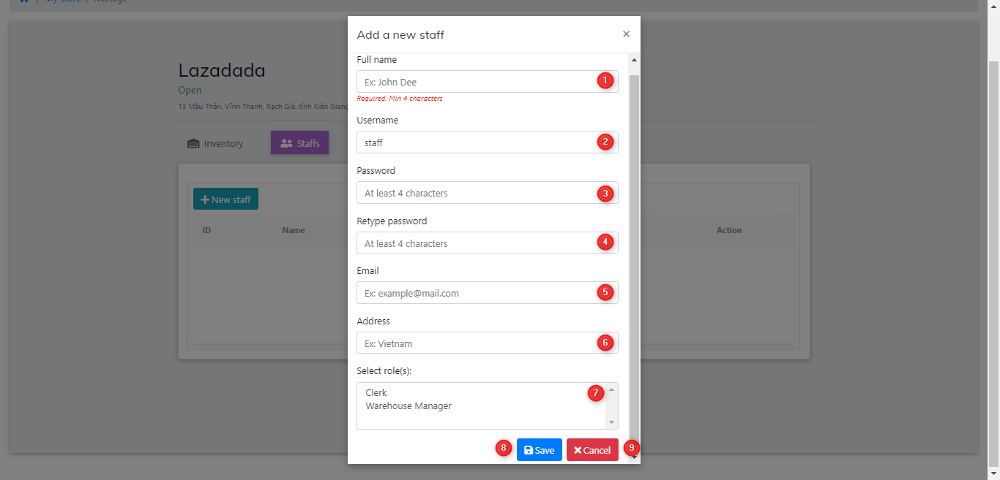 / My store / Manage
Add a new staff ×
Lazadada
Open
13 Mậu Thân, Vĩnh Thanh, Rạch Giá, tỉnh Kiên Giang
Inventory
Staffs
New staff
ID Name Action
Full name
Ex: John Dee 1
Required. Min 4 characters
Username
staff 2
Password
At least 4 characters 3
Retype password
At least 4 characters 4
Email
Ex: example@mail.com 5
Address
Ex: Vietnam 6
Select role(s):
Clerk 7
Warehouse Manager
8 Save Cancel 9